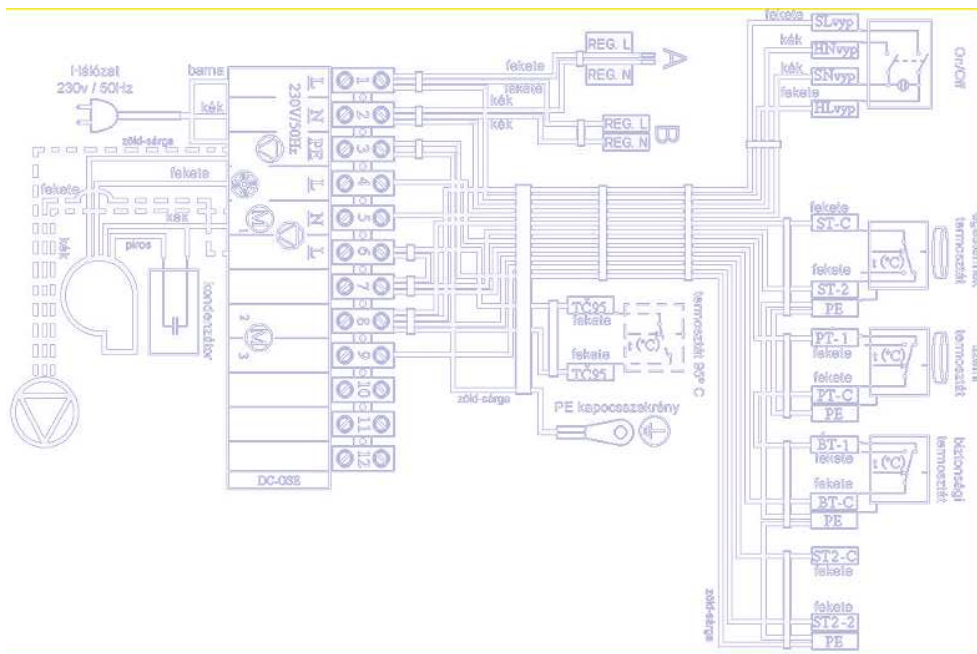 Hálózat
230v / 50Hz
barna
kék
zöld-sárga
fekete
fekete
kék
kék
piros
kondenzátor
L
N
PE
230V/50Hz
L
N
L
M
1
M
2
3
DC-OSE
1
2
3
4
5
6
7
8
9
10
11
12
fekete
fekete
kék
kék
REG. L
REG. N
A
REG. L
REG. N
B
zöld-sárga
TČ95
fekete
fekete
TČ95
t (°C)
termosztát 95° C
PE kapocsszekrény
fekete
SLvyp
kék
HNvyp
kék
SNvyp
fekete
HLvyp
On/Off
fekete
ST-C
fekete
t (°C)
ST-2
PE
termosztát
PT-1
fekete
t (°C)
fekete
PT-C
PE
termosztát
BT-1
fekete
t (°C)
fekete
BT-C
PE
biztonsági
termosztát
ST2-C
fekete
fekete
ST2-2
PE
zöld-sárga